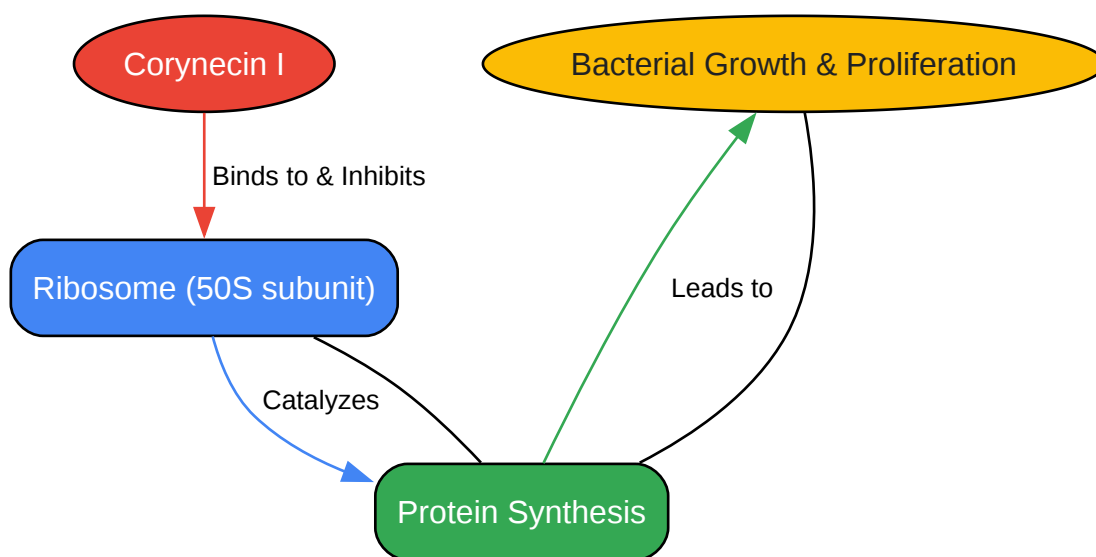 Corynecin I
Bacterial Growth & Proliferation
Binds to & Inhibits
Ribosome (50S subunit)
Leads to
Catalyzes
Protein Synthesis